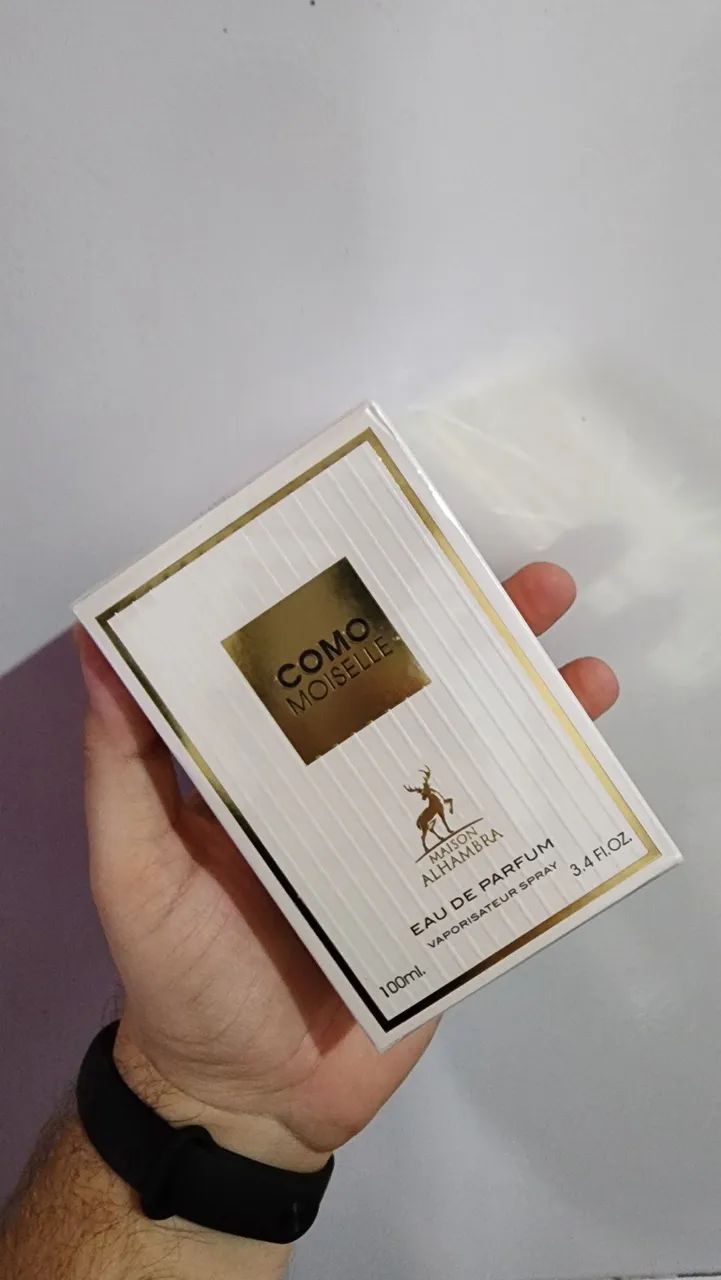 COMO
MOISELLE
MAISON
ALHAMBRA
EAU DE PARFUM
VAPORISATEUR SPRAY
100ml.
3.4 Fl.OZ.